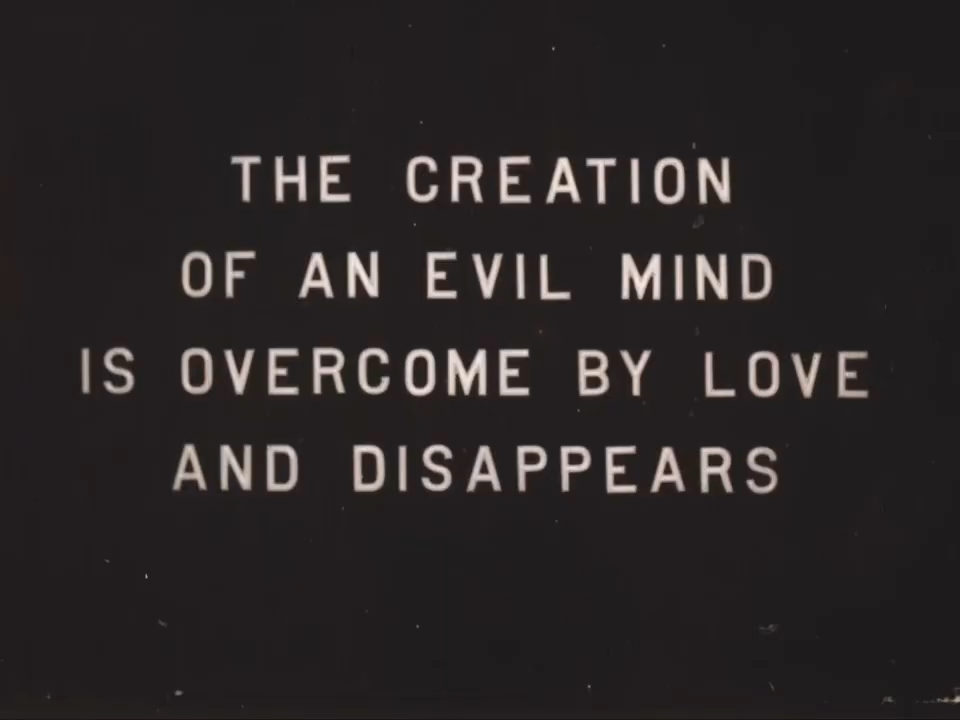 THE CREATION
OF AN EVIL MIND
IS OVERCOME BY LOVE
AND DISAPPEARS